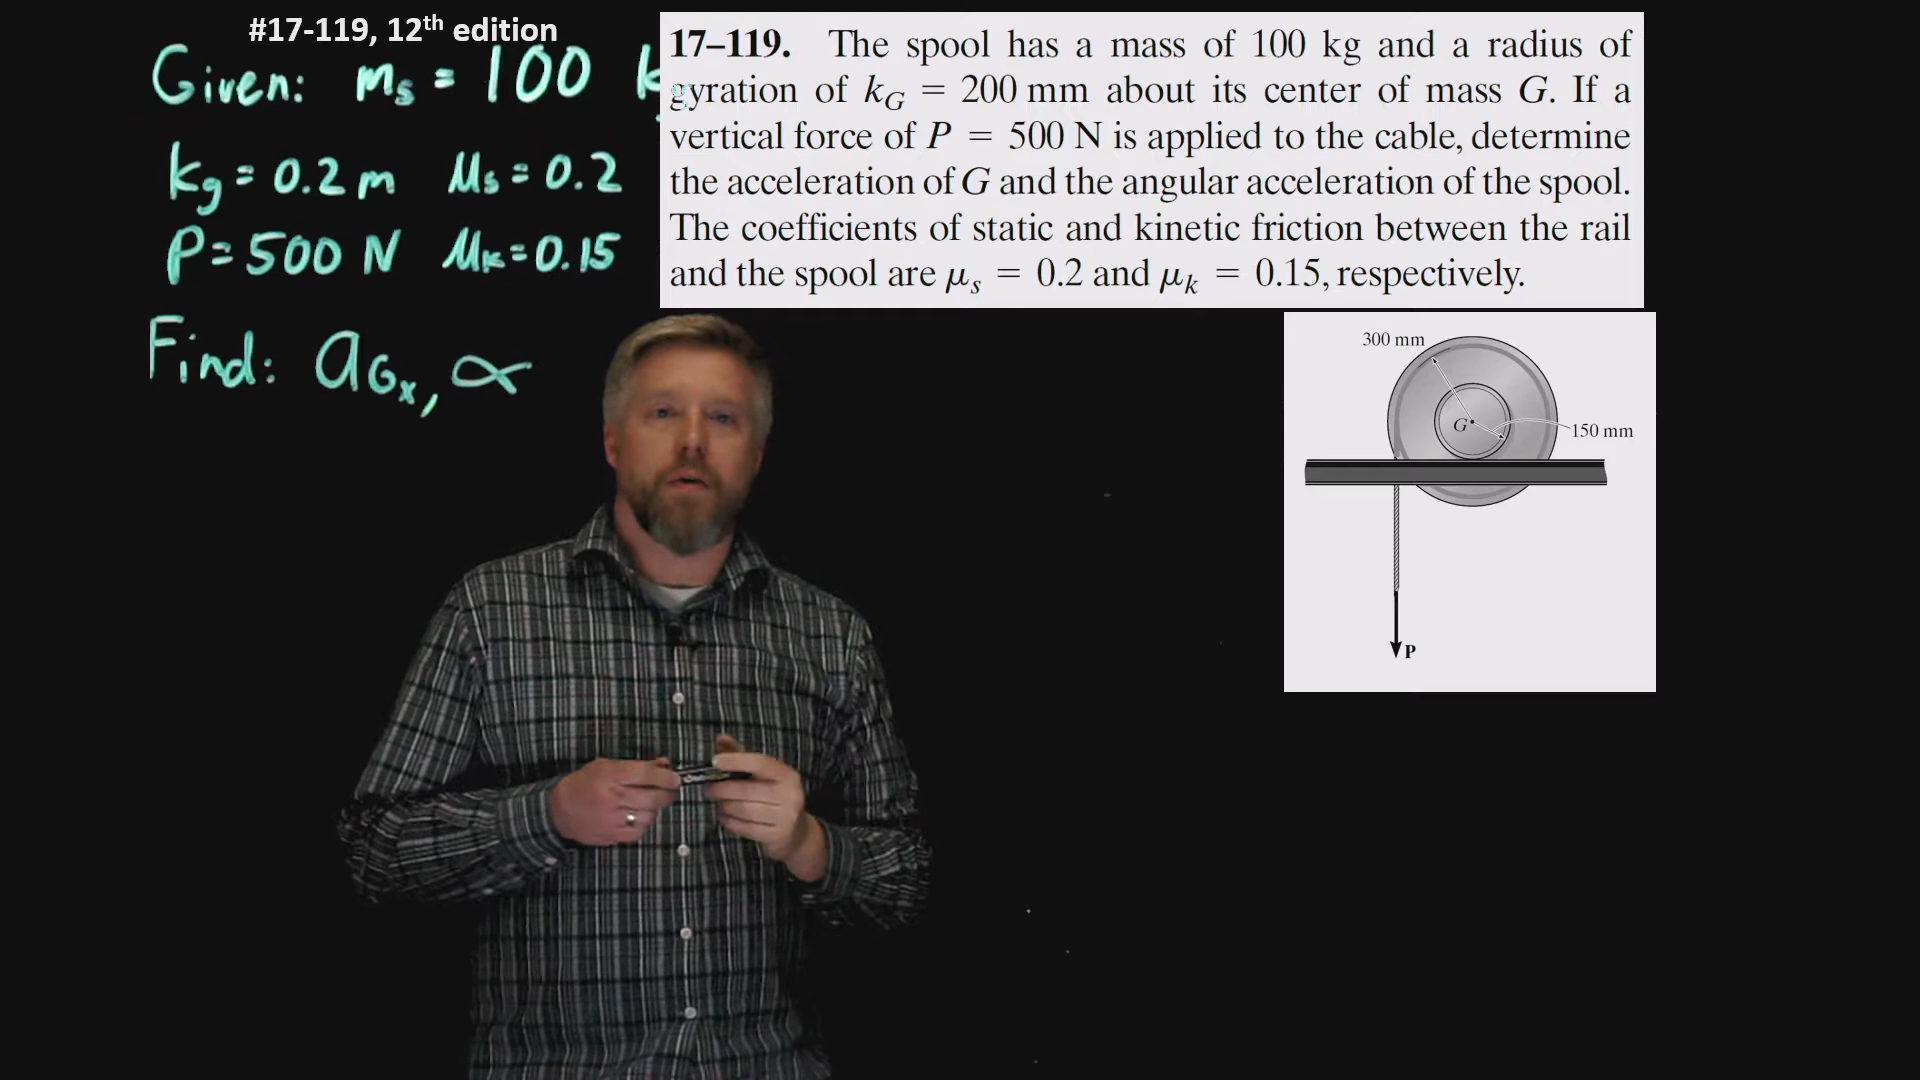 #17-119, 12th edition
Given: ms = 100 k
kg = 0.2 m μs = 0.2
P = 500 N μk = 0.15
Find: aGx, α
17–119. The spool has a mass of 100 kg and a radius of
gyration of kG = 200 mm about its center of mass G. If a
vertical force of P = 500 N is applied to the cable, determine
the acceleration of G and the angular acceleration of the spool.
The coefficients of static and kinetic friction between the rail
and the spool are μs = 0.2 and μk = 0.15, respectively.
300 mm
G
150 mm
P